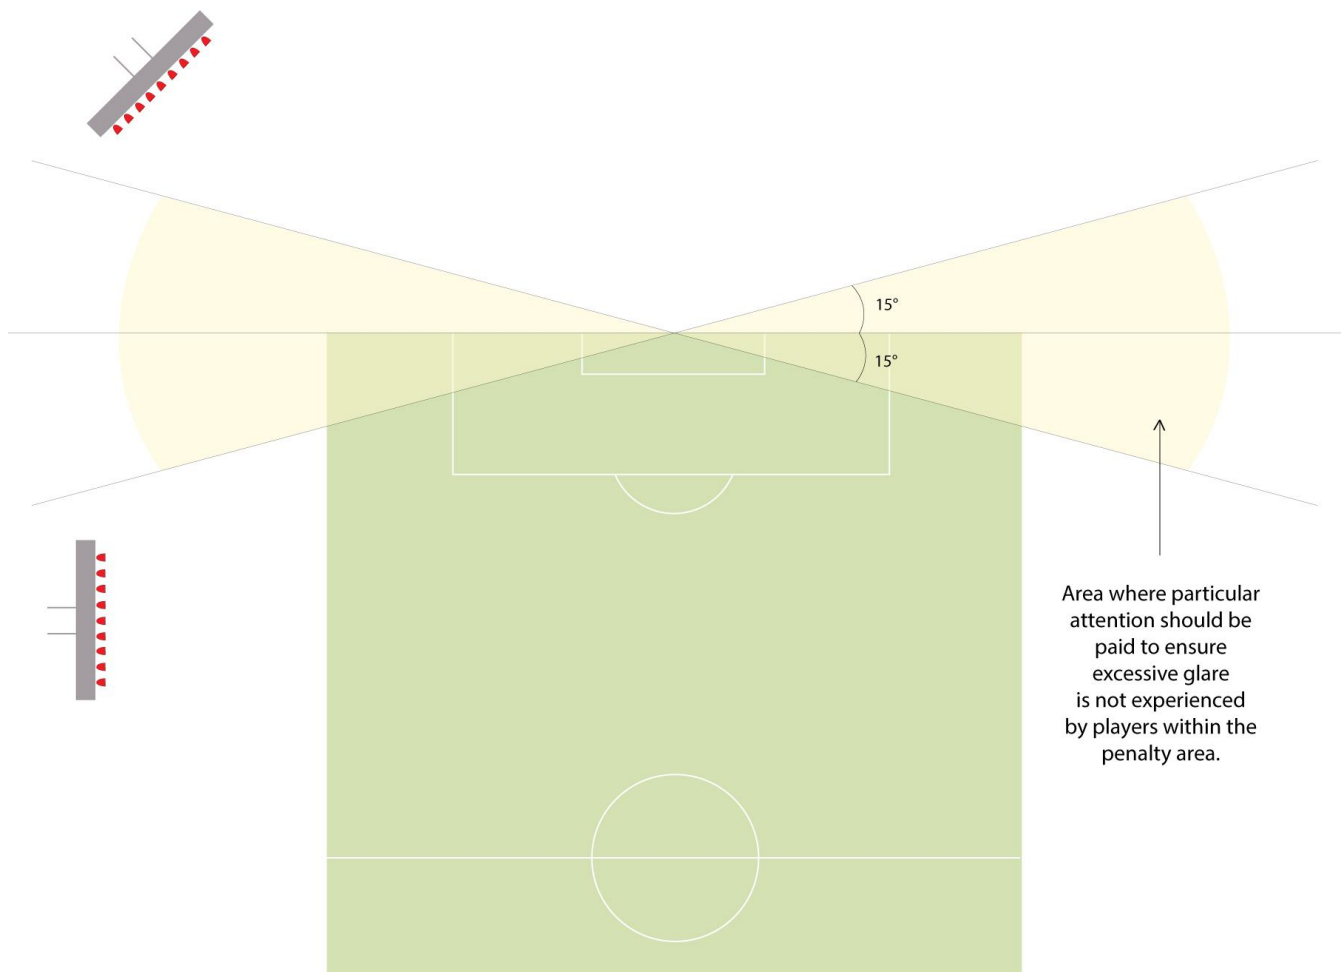 15°
15°
Area where particular
attention should be
paid to ensure
excessive glare
is not experienced
by players within the
penalty area.